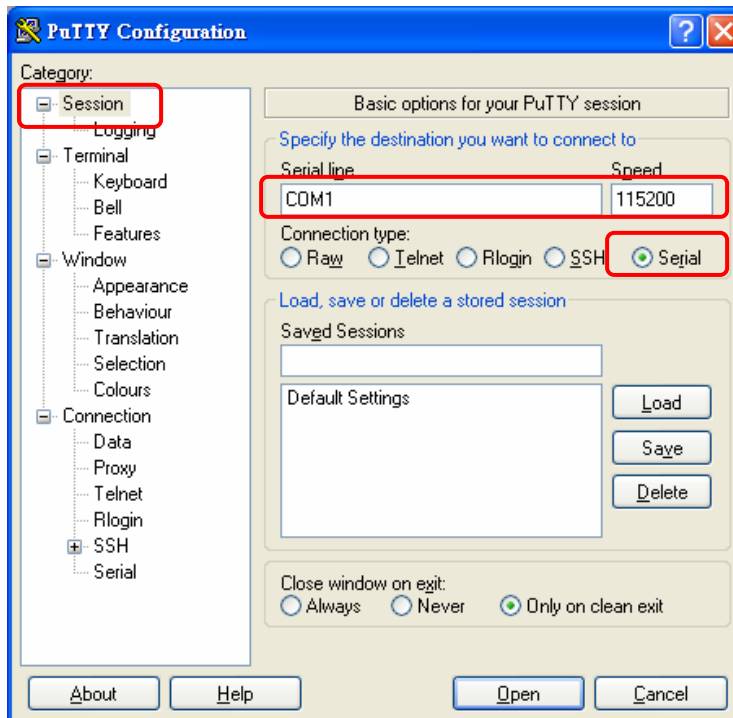 PuTTY Configuration
Category:
Session
Logging
Terminal
Keyboard
Bell
Features
Window
Appearance
Behaviour
Translation
Selection
Colours
Connection
Data
Proxy
Telnet
Rlogin
SSH
Serial
Basic options for your PuTTY session
Specify the destination you want to connect to
Serial line Speed
COM1 115200
Connection type:
Raw Telnet Rlogin SSH Serial
Load, save or delete a stored session
Saved Sessions
Default Settings
Load
Save
Delete
Close window on exit:
Always Never Only on clean exit
About Help Open Cancel